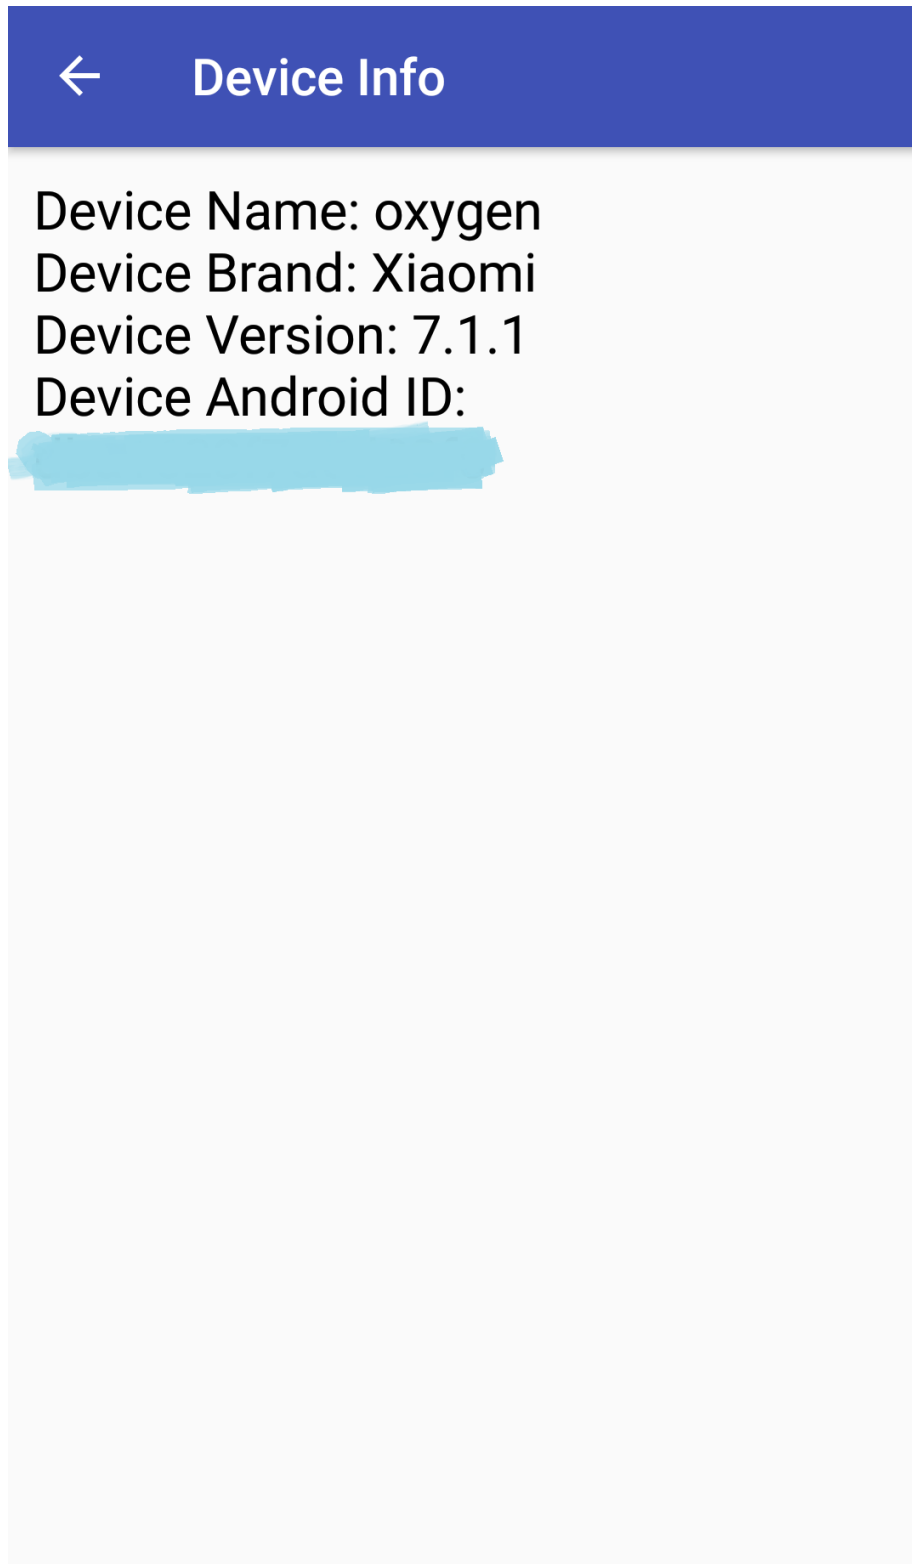 Device Info
Device Name: oxygen
Device Brand: Xiaomi
Device Version: 7.1.1
Device Android ID: